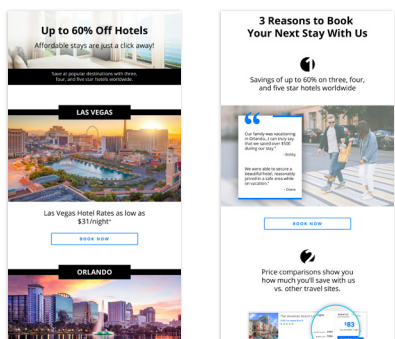 Up to 60% Off Hotels
Affordable stays are just a click away!
Save at popular destinations with three,
four, and five star hotels worldwide.
LAS VEGAS
Las Vegas Hotel Rates as low as
$31/night*
BOOK NOW
ORLANDO
3 Reasons to Book
Your Next Stay With Us
1
Savings of up to 60% on three, four,
and five star hotels worldwide
Our family was vacationing
in Orlando...I can truly say
that we saved over $500
during our stay."
- Bobby
We were able to secure a
beautiful hotel, reasonably
priced in a safe area while
on vacation."
- Diane
BOOK NOW
2
Price comparisons show you
how much you'll save with us
vs. other travel sites.
$83